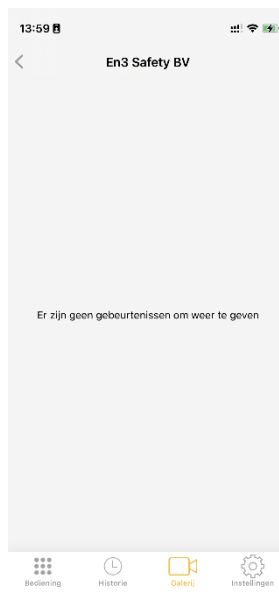 13:59
En3 Safety BV
Er zijn geen gebeurtenissen om weer te geven
Bediening
Historie
Galerij
Instellingen